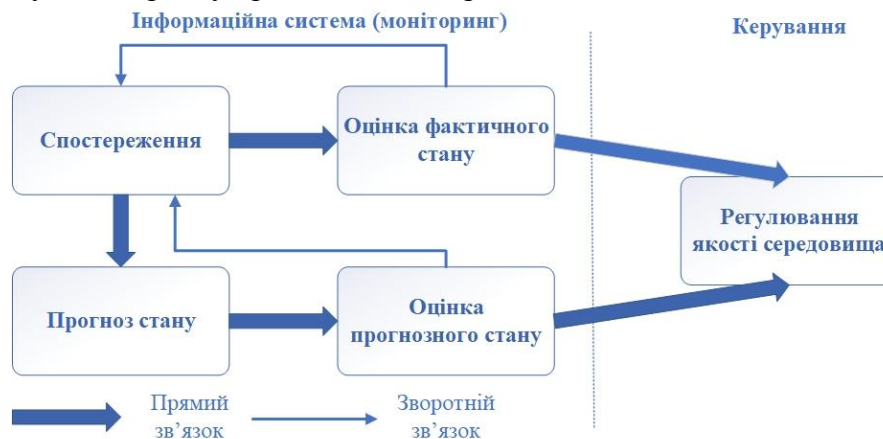 Інформаційна система (моніторинг)
Керування
Спостереження
Оцінка фактичного
стану
Регулювання
якості середовища
Прогноз стану
Оцінка
прогнозного стану
Прямий
зв’язок
Зворотній
зв’язок